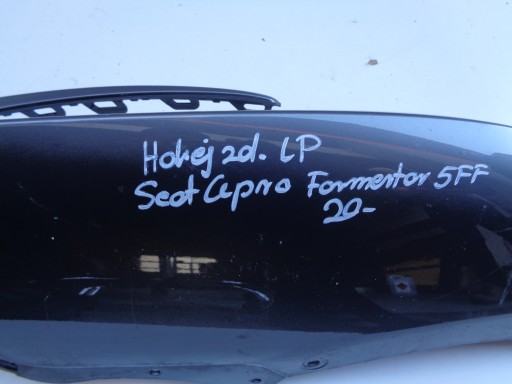 Hokej zd. LP
Seat Cupra Formentor 5FF
20-